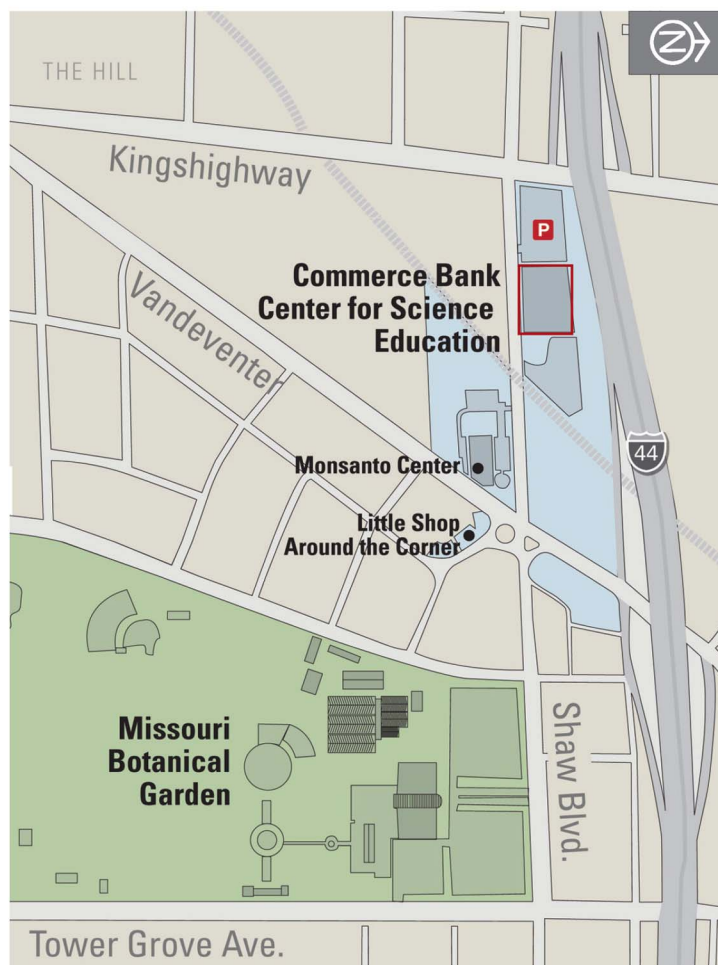 N
THE HILL
Kingshighway
P
Commerce Bank
Center for Science
Education
Vandeventer
44
Monsanto Center
Little Shop
Around the Corner
Missouri
Botanical
Garden
Shaw Blvd.
Tower Grove Ave.